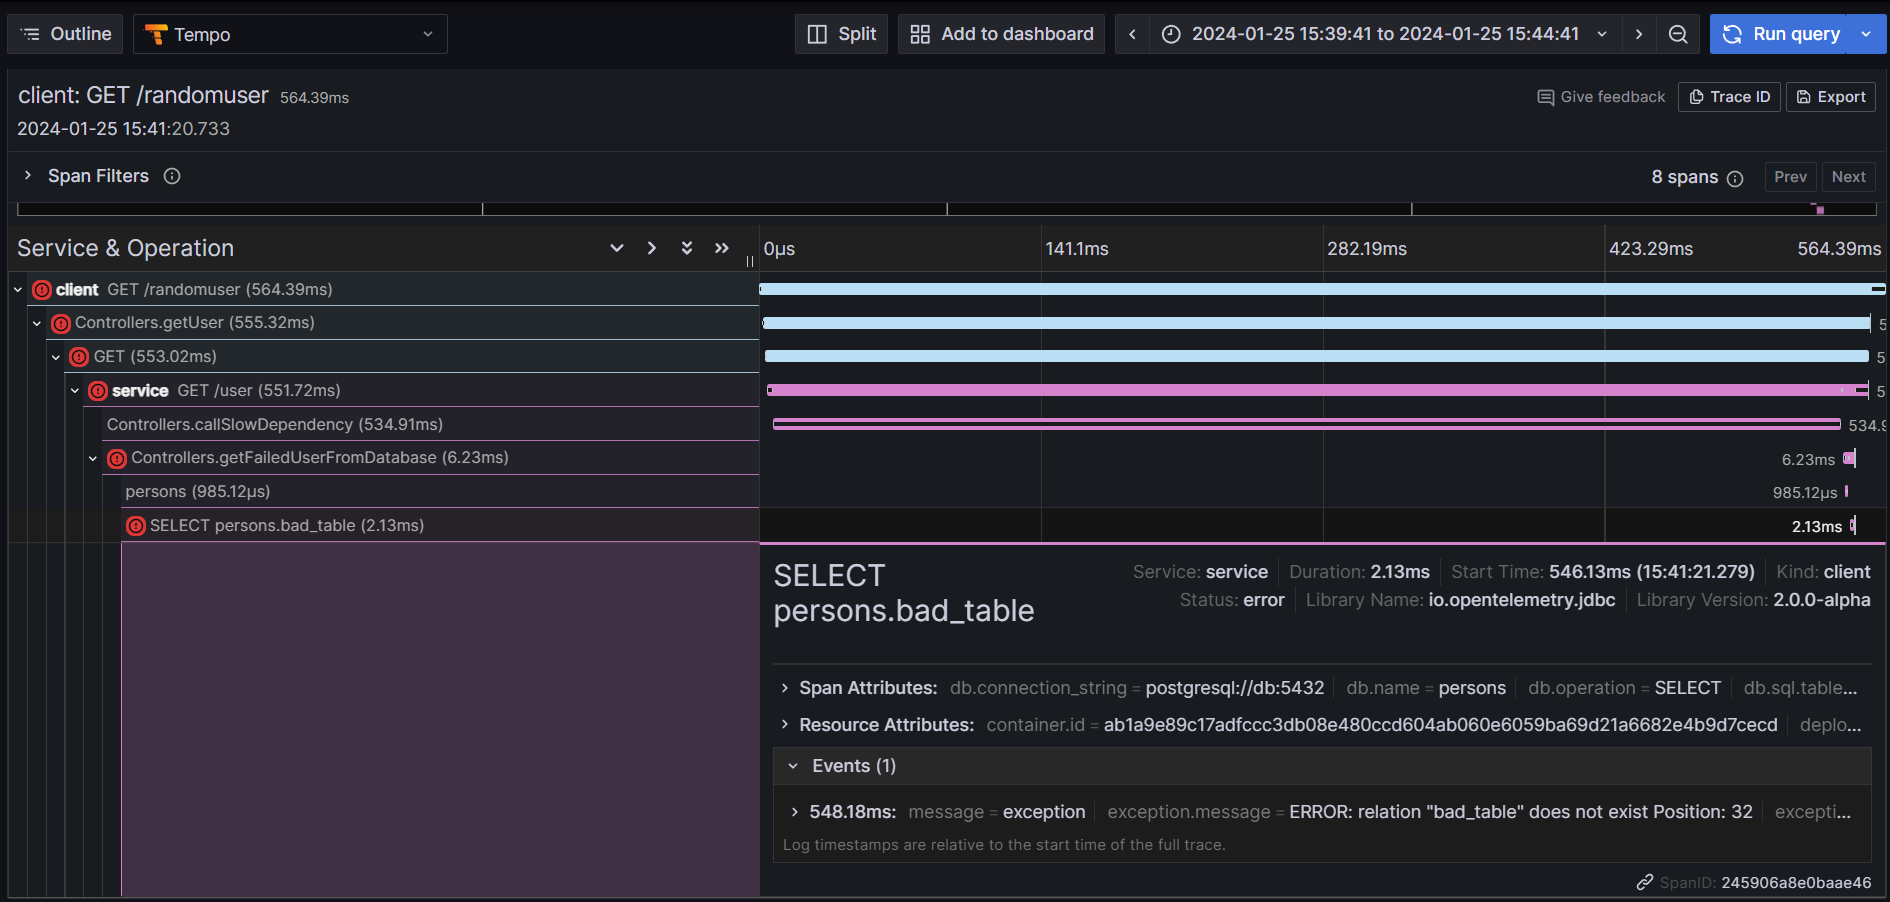 Outline Tempo Split Add to dashboard 2024-01-25 15:39:41 to 2024-01-25 15:44:41 Run query
client: GET /randomuser 564.39ms Give feedback Trace ID Export
2024-01-25 15:41:20.733
Span Filters 8 spans Prev Next
Service & Operation 0µs 141.1ms 282.19ms 423.29ms 564.39ms
client GET /randomuser (564.39ms)
Controllers.getUser (555.32ms) 5
GET (553.02ms) 5
service GET /user (551.72ms) 5
Controllers.callSlowDependency (534.91ms) 534.9
Controllers.getFailedUserFromDatabase (6.23ms) 6.23ms
persons (985.12µs) 985.12µs
SELECT persons.bad_table (2.13ms) 2.13ms
SELECT
persons.bad_table
Service: service Duration: 2.13ms Start Time: 546.13ms (15:41:21.279) Kind: client
Status: error Library Name: io.opentelemetry.jdbc Library Version: 2.0.0-alpha
Span Attributes: db.connection_string = postgresql://db:5432 db.name = persons db.operation = SELECT db.sql.table...
Resource Attributes: container.id = ab1a9e89c17adfccc3db08e480ccd604ab060e6059ba69d21a6682e4b9d7cecd deplo...
Events (1)
548.18ms: message = exception exception.message = ERROR: relation "bad_table" does not exist Position: 32 excepti...
Log timestamps are relative to the start time of the full trace.
SpanID: 245906a8e0baae46